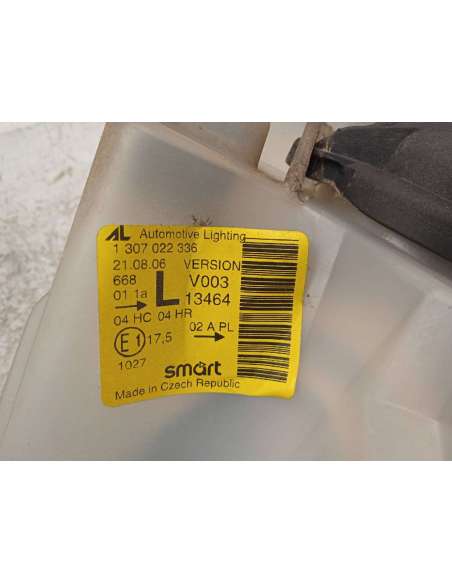 AL Automotive Lighting
1 307 022 336
21.08.06 VERSION
668 L V003
01 1a 13464
04 HC 04 HR
02 A PL
E1 17,5
1027
smart
Made in Czech Republic